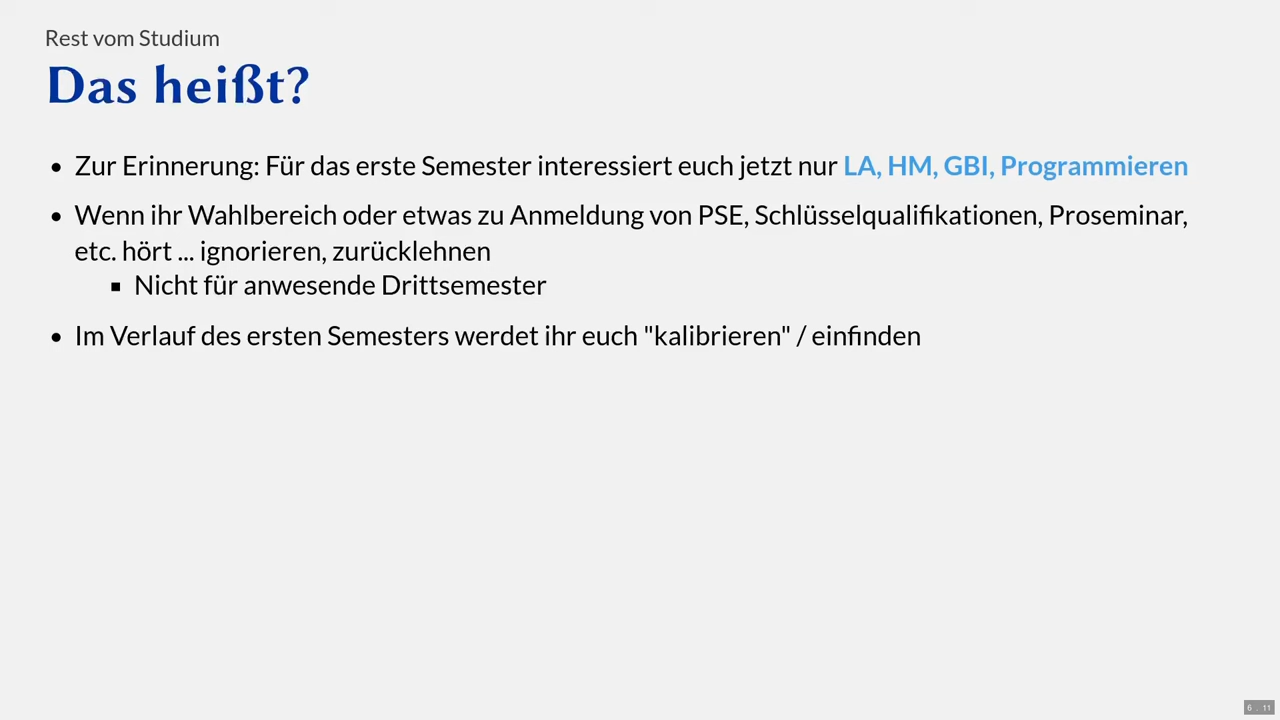 Rest vom Studium
Das heißt?
• Zur Erinnerung: Für das erste Semester interessiert euch jetzt nur LA, HM, GBI, Programmieren
• Wenn ihr Wahlbereich oder etwas zu Anmeldung von PSE, Schlüsselqualifikationen, Proseminar,
etc. hört ... ignorieren, zurücklehnen
▪ Nicht für anwesende Drittsemester
• Im Verlauf des ersten Semesters werdet ihr euch "kalibrieren" / einfinden
6 . 11